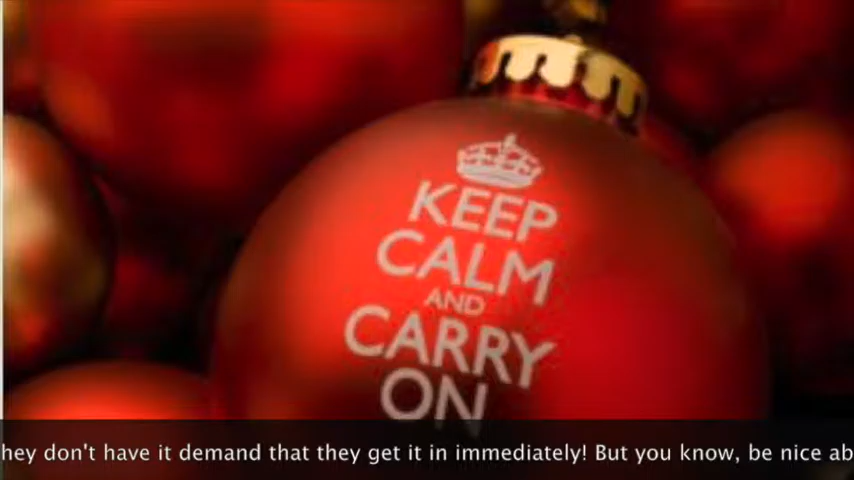 KEEP
CALM
AND
CARRY
ON
hey don't have it demand that they get it in immediately! But you know, be nice ab